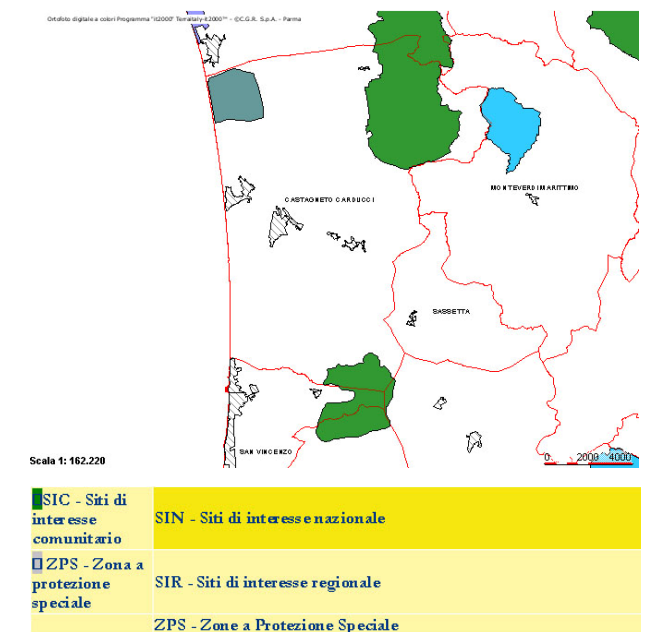 Ortofoto digitale a colori Programma "it2000" Terraitaly-it2000™ - ©C.G.R. S.p.A. - Parma
MONTEVERDI MARITTIMO
CASTAGNETO CARDUCCI
SASSETTA
SAN VINCENZO
Scala 1: 162.220
0 2000 4000
SIC - Siti di interesse comunitario
SIN - Siti di interesse nazionale
ZPS - Zona a protezione speciale
SIR - Siti di interesse regionale
ZPS - Zone a Protezione Speciale